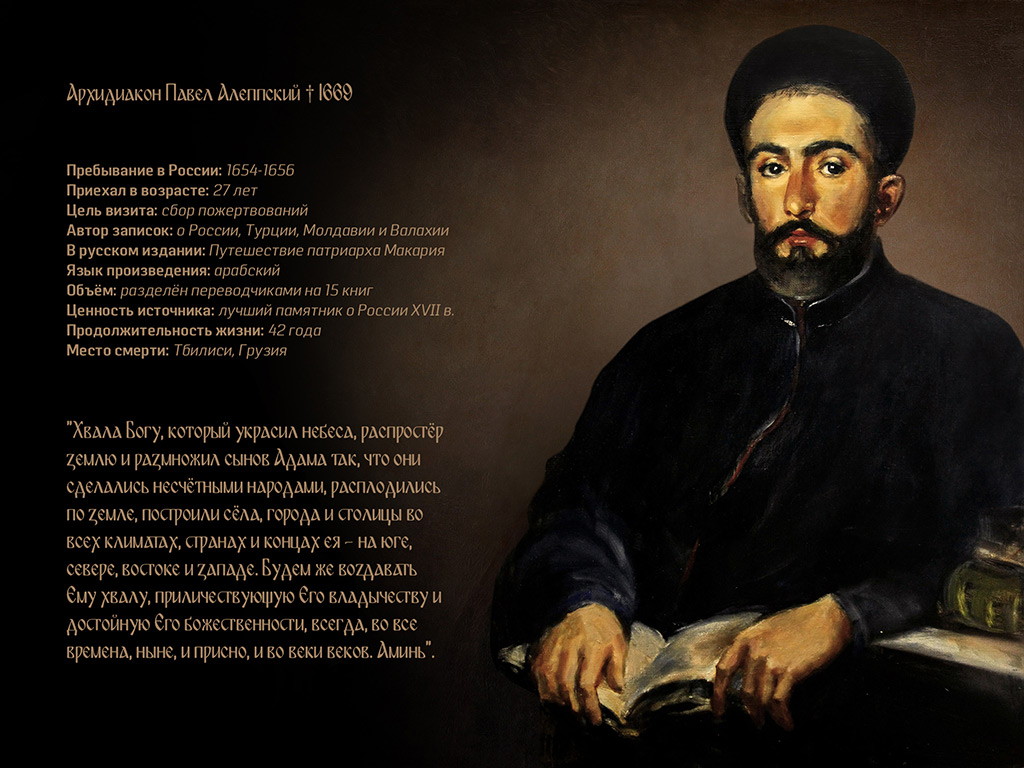 Архидиакон Павел Алеппский † 1669
Пребывание в России: 1654-1656
Приехал в возрасте: 27 лет
Цель визита: сбор пожертвований
Автор записок: о России, Турции, Молдавии и Валахии
В русском издании: Путешествие патриарха Макария
Язык произведения: арабский
Объём: разделён переводчиками на 15 книг
Ценность источника: лучший памятник о России XVII в.
Продолжительность жизни: 42 года
Место смерти: Тбилиси, Грузия
"Хвала Богу, который украсил небеса, распростёр
землю и размножил сынов Адама так, что они
сделались несчётными народами, расплодились
по земле, построили сёла, города и столицы во
всех климатах, странах и концах ея – на юге,
севере, востоке и западе. Будем же воздавать
Ему хвалу, приличествующую Его владычеству и
достойную Его божественности, всегда, во все
времена, ныне, и присно, и во веки веков. Аминь".